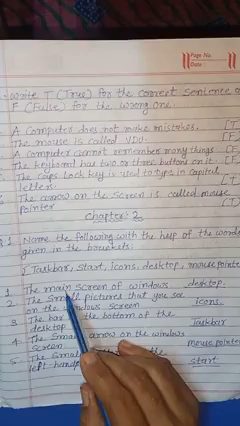 Page No.
Date
Write T (True) for the correct sentence a
F (False) for the wrong one.
A computer does not make mistakes. [T
The mouse is called VDU. [F
A computer cannot remember many things [F
The keyboard has two or three buttons on it. [F
The caps Lock key is used to type in capital
letters. [T
The arrow on the screen is called mouse
pointer [T]
Chapter: 2
Q.1 Name the following with the help of the words
given in the brackets.
[Taskbar, Start, icons, desktop, mouse pointe
1 The main screen of windows. desktop.
2 The Small pictures that you see
on the windows screen icons.
3 The bar the bottom of the
desktop Taskbar
4 The Small arrow on the windows
screen mouse pointe
5 The Small the
left-hand start